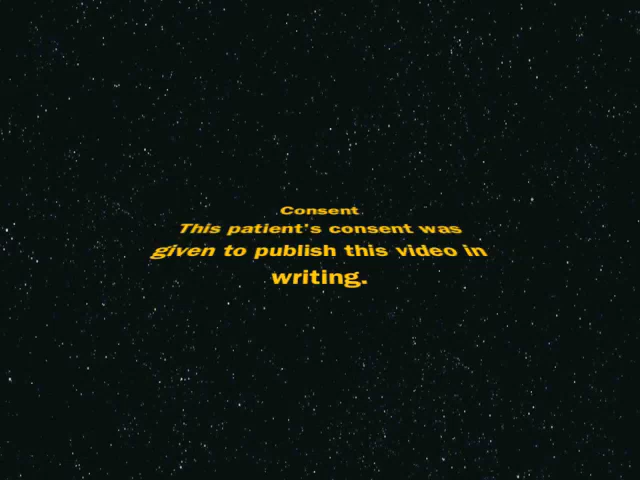 Consent
This patient's consent was
given to publish this video in
writing.